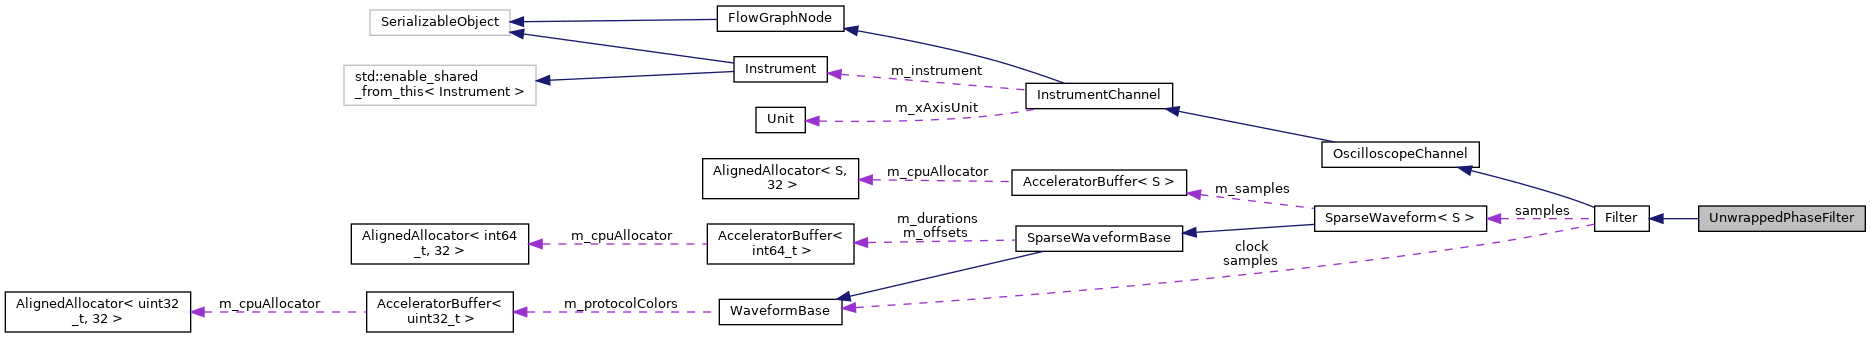 SerializableObject
FlowGraphNode
std::enable_shared
_from_this< Instrument >
Instrument
m_instrument
InstrumentChannel
Unit
m_xAxisUnit
OscilloscopeChannel
AlignedAllocator< S,
32 >
m_cpuAllocator
AcceleratorBuffer< S >
m_samples
SparseWaveform< S >
samples
Filter
UnwrappedPhaseFilter
AlignedAllocator< int64
_t, 32 >
m_cpuAllocator
AcceleratorBuffer<
int64_t >
m_durations
m_offsets
SparseWaveformBase
clock
samples
AlignedAllocator< uint32
_t, 32 >
m_cpuAllocator
AcceleratorBuffer<
uint32_t >
m_protocolColors
WaveformBase